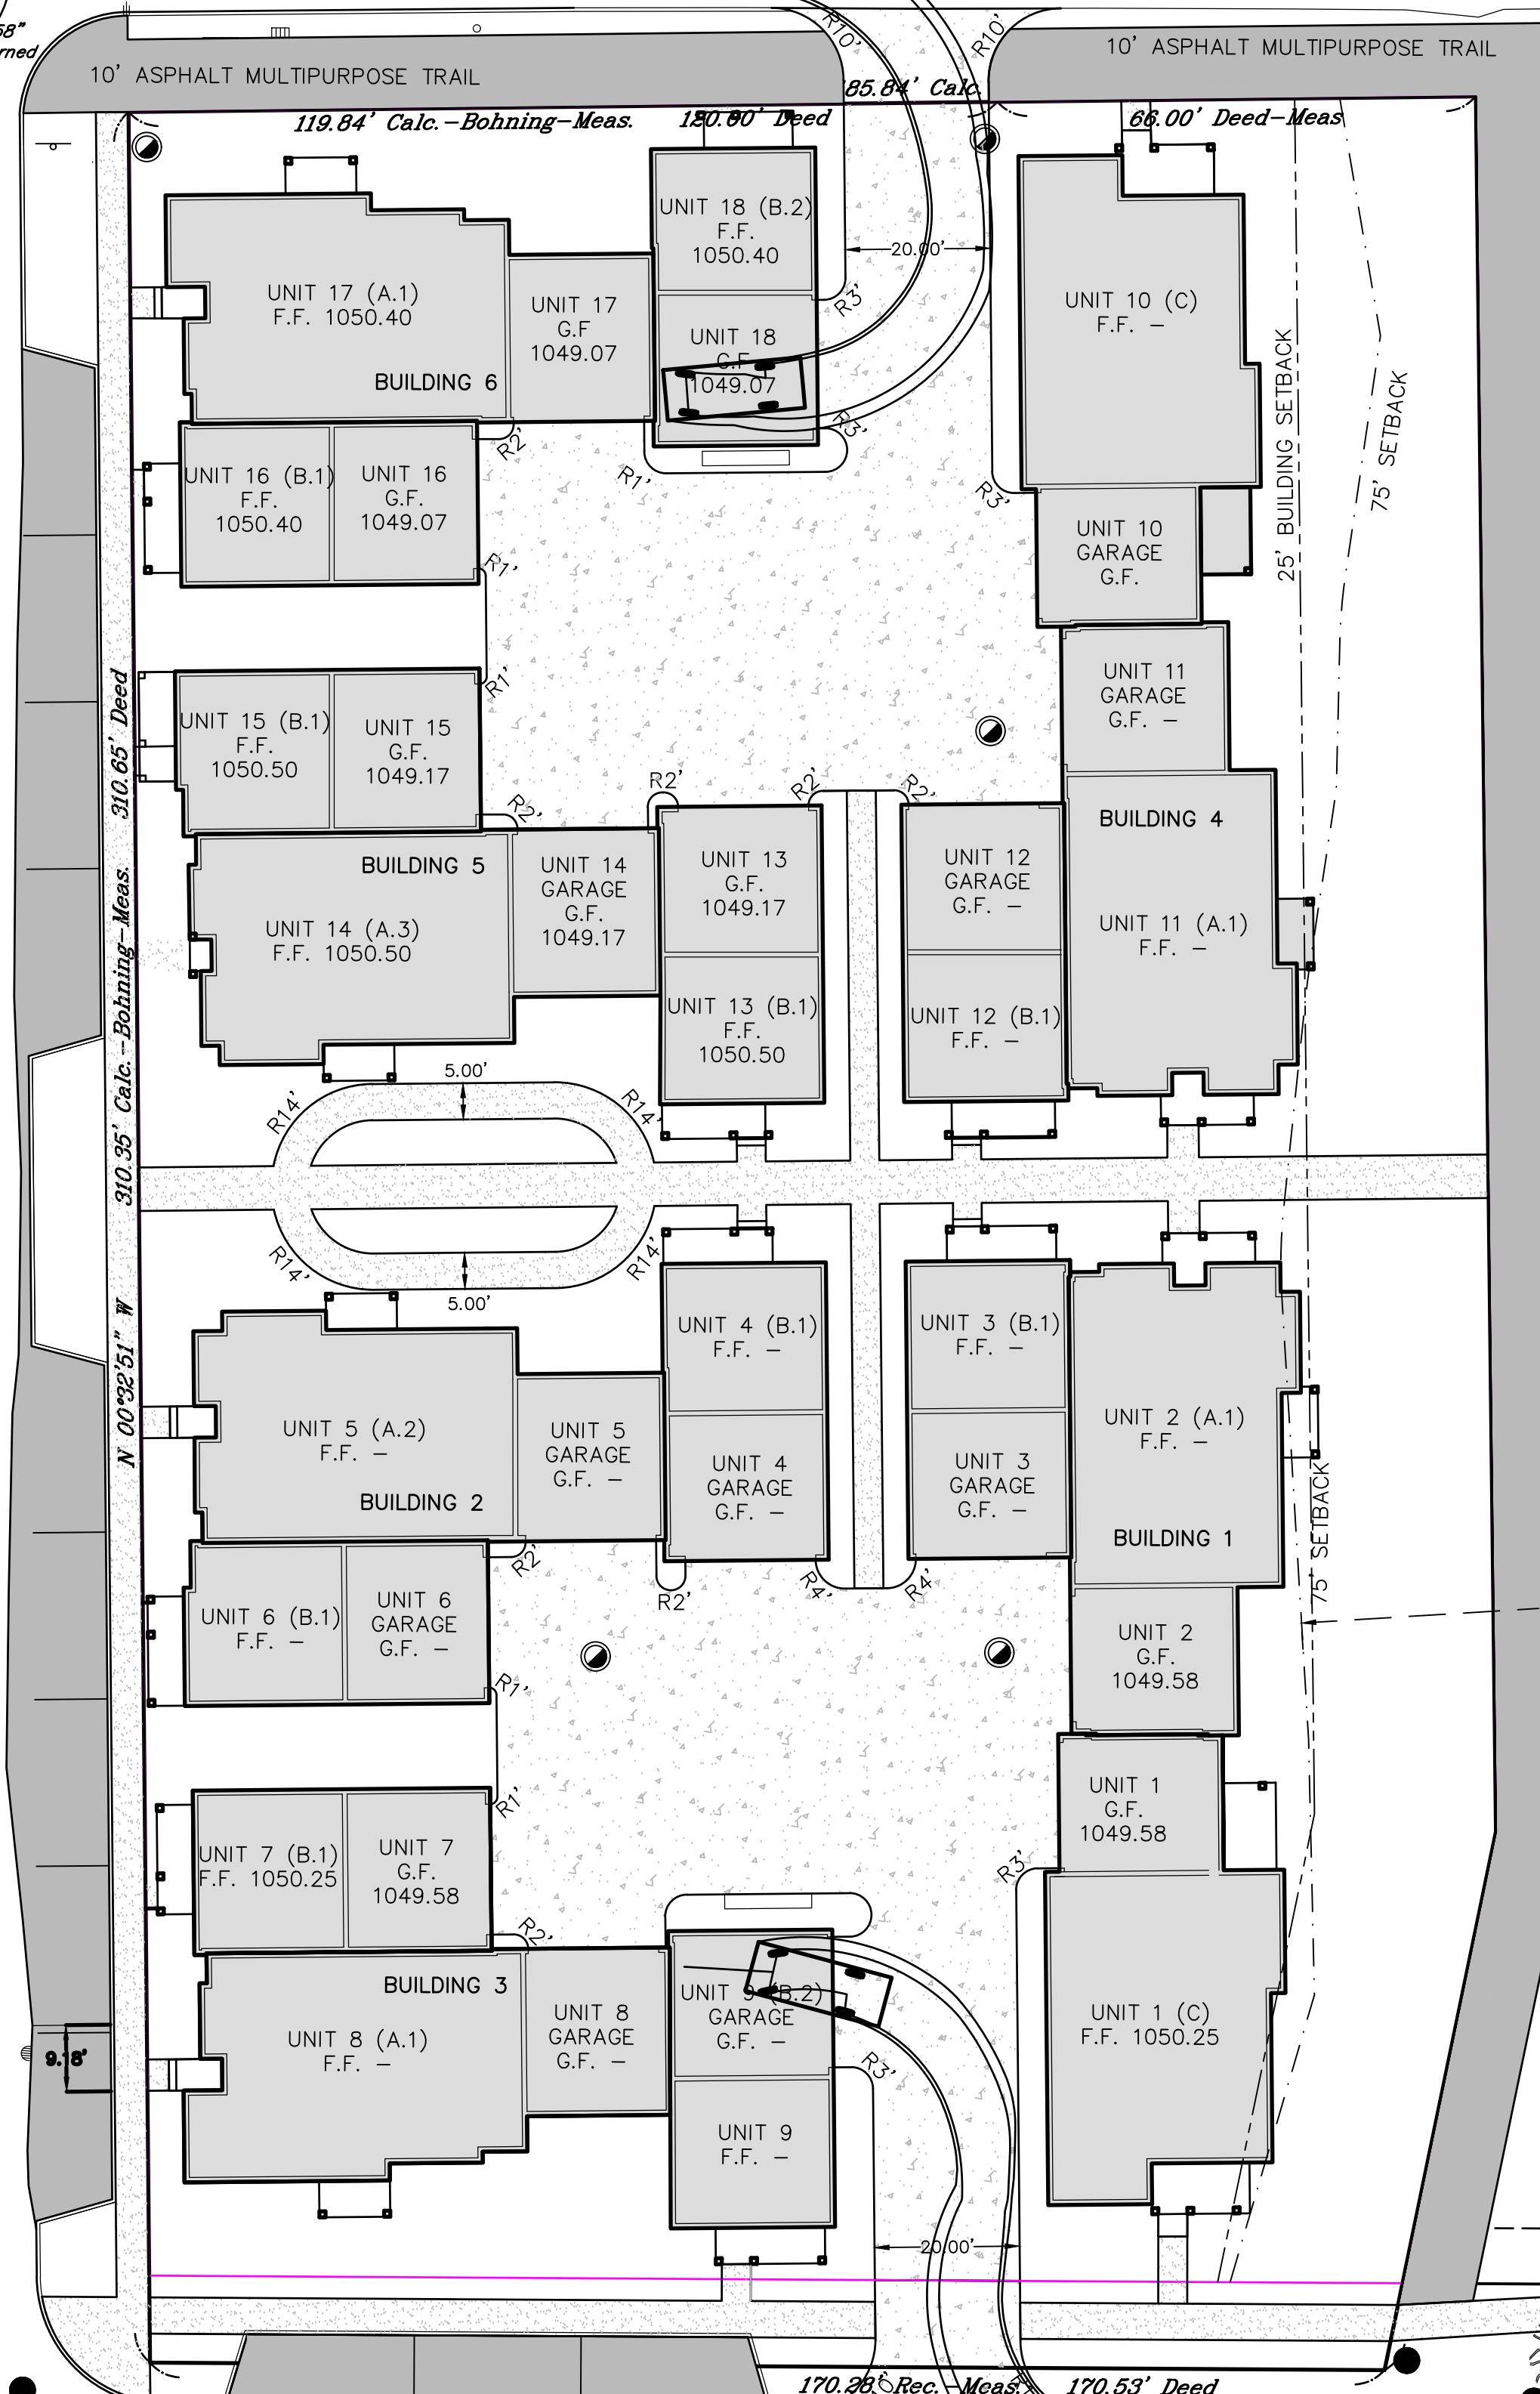 58"
rned
10' ASPHALT MULTIPURPOSE TRAIL
R10'
R10'
10' ASPHALT MULTIPURPOSE TRAIL
85.84' Calc.
119.84' Calc.-Bohning-Meas.
120.00' Deed
66.00' Deed-Meas
UNIT 18 (B.2)
F.F.
1050.40
20.00'
UNIT 17 (A.1)
F.F. 1050.40
BUILDING 6
UNIT 17
G.F
1049.07
UNIT 18
G.F.
1049.07
R3'
R3'
UNIT 10 (C)
F.F. -
25' BUILDING SETBACK
75' SETBACK
R2'
R1'
R3'
UNIT 16 (B.1)
F.F.
1050.40
UNIT 16
G.F.
1049.07
R1'
UNIT 10
GARAGE
G.F.
310.65' Deed
R1'
UNIT 15 (B.1)
F.F.
1050.50
UNIT 15
G.F.
1049.17
UNIT 11
GARAGE
G.F. -
R2'
R2'
R2'
R2'
BUILDING 4
BUILDING 5
UNIT 14 (A.3)
F.F. 1050.50
UNIT 14
GARAGE
G.F.
1049.17
UNIT 13
G.F.
1049.17
UNIT 12
GARAGE
G.F. -
UNIT 11 (A.1)
F.F. -
UNIT 13 (B.1)
F.F.
1050.50
UNIT 12 (B.1)
F.F. -
310.35' Calc.-Bohning-Meas.
5.00'
R14'
R14'
R14'
R14'
5.00'
N 00°32'51" W
UNIT 4 (B.1)
F.F. -
UNIT 3 (B.1)
F.F. -
UNIT 5 (A.2)
F.F. -
BUILDING 2
UNIT 5
GARAGE
G.F. -
UNIT 4
GARAGE
G.F. -
UNIT 3
GARAGE
G.F. -
UNIT 2 (A.1)
F.F. -
BUILDING 1
75' SETBACK
R2'
R2'
R4'
R4'
UNIT 6 (B.1)
F.F. -
UNIT 6
GARAGE
G.F. -
UNIT 2
G.F.
1049.58
R1'
R1'
UNIT 1
G.F.
1049.58
UNIT 7 (B.1)
F.F. 1050.25
UNIT 7
G.F.
1049.58
R3'
R2'
BUILDING 3
UNIT 8 (A.1)
F.F. -
UNIT 8
GARAGE
G.F. -
UNIT 9 (B.2)
GARAGE
G.F. -
R3'
UNIT 1 (C)
F.F. 1050.25
9.18'
UNIT 9
F.F. -
20.00'
170.28' Rec.-Meas.
170.53' Deed